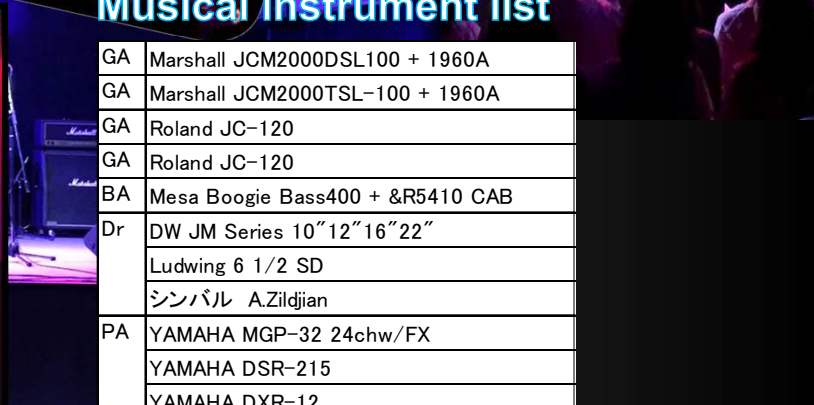 Musical Instrument list
GA Marshall JCM2000DSL100 + 1960A
GA Marshall JCM2000TSL-100 + 1960A
GA Roland JC-120
GA Roland JC-120
BA Mesa Boogie Bass400 + &R5410 CAB
Dr DW JM Series 10″12″16″22″
Ludwing 6 1/2 SD
シンバル A.Zildjian
PA YAMAHA MGP-32 24chw/FX
YAMAHA DSR-215
YAMAHA DXR-12
Marshall
Marshall